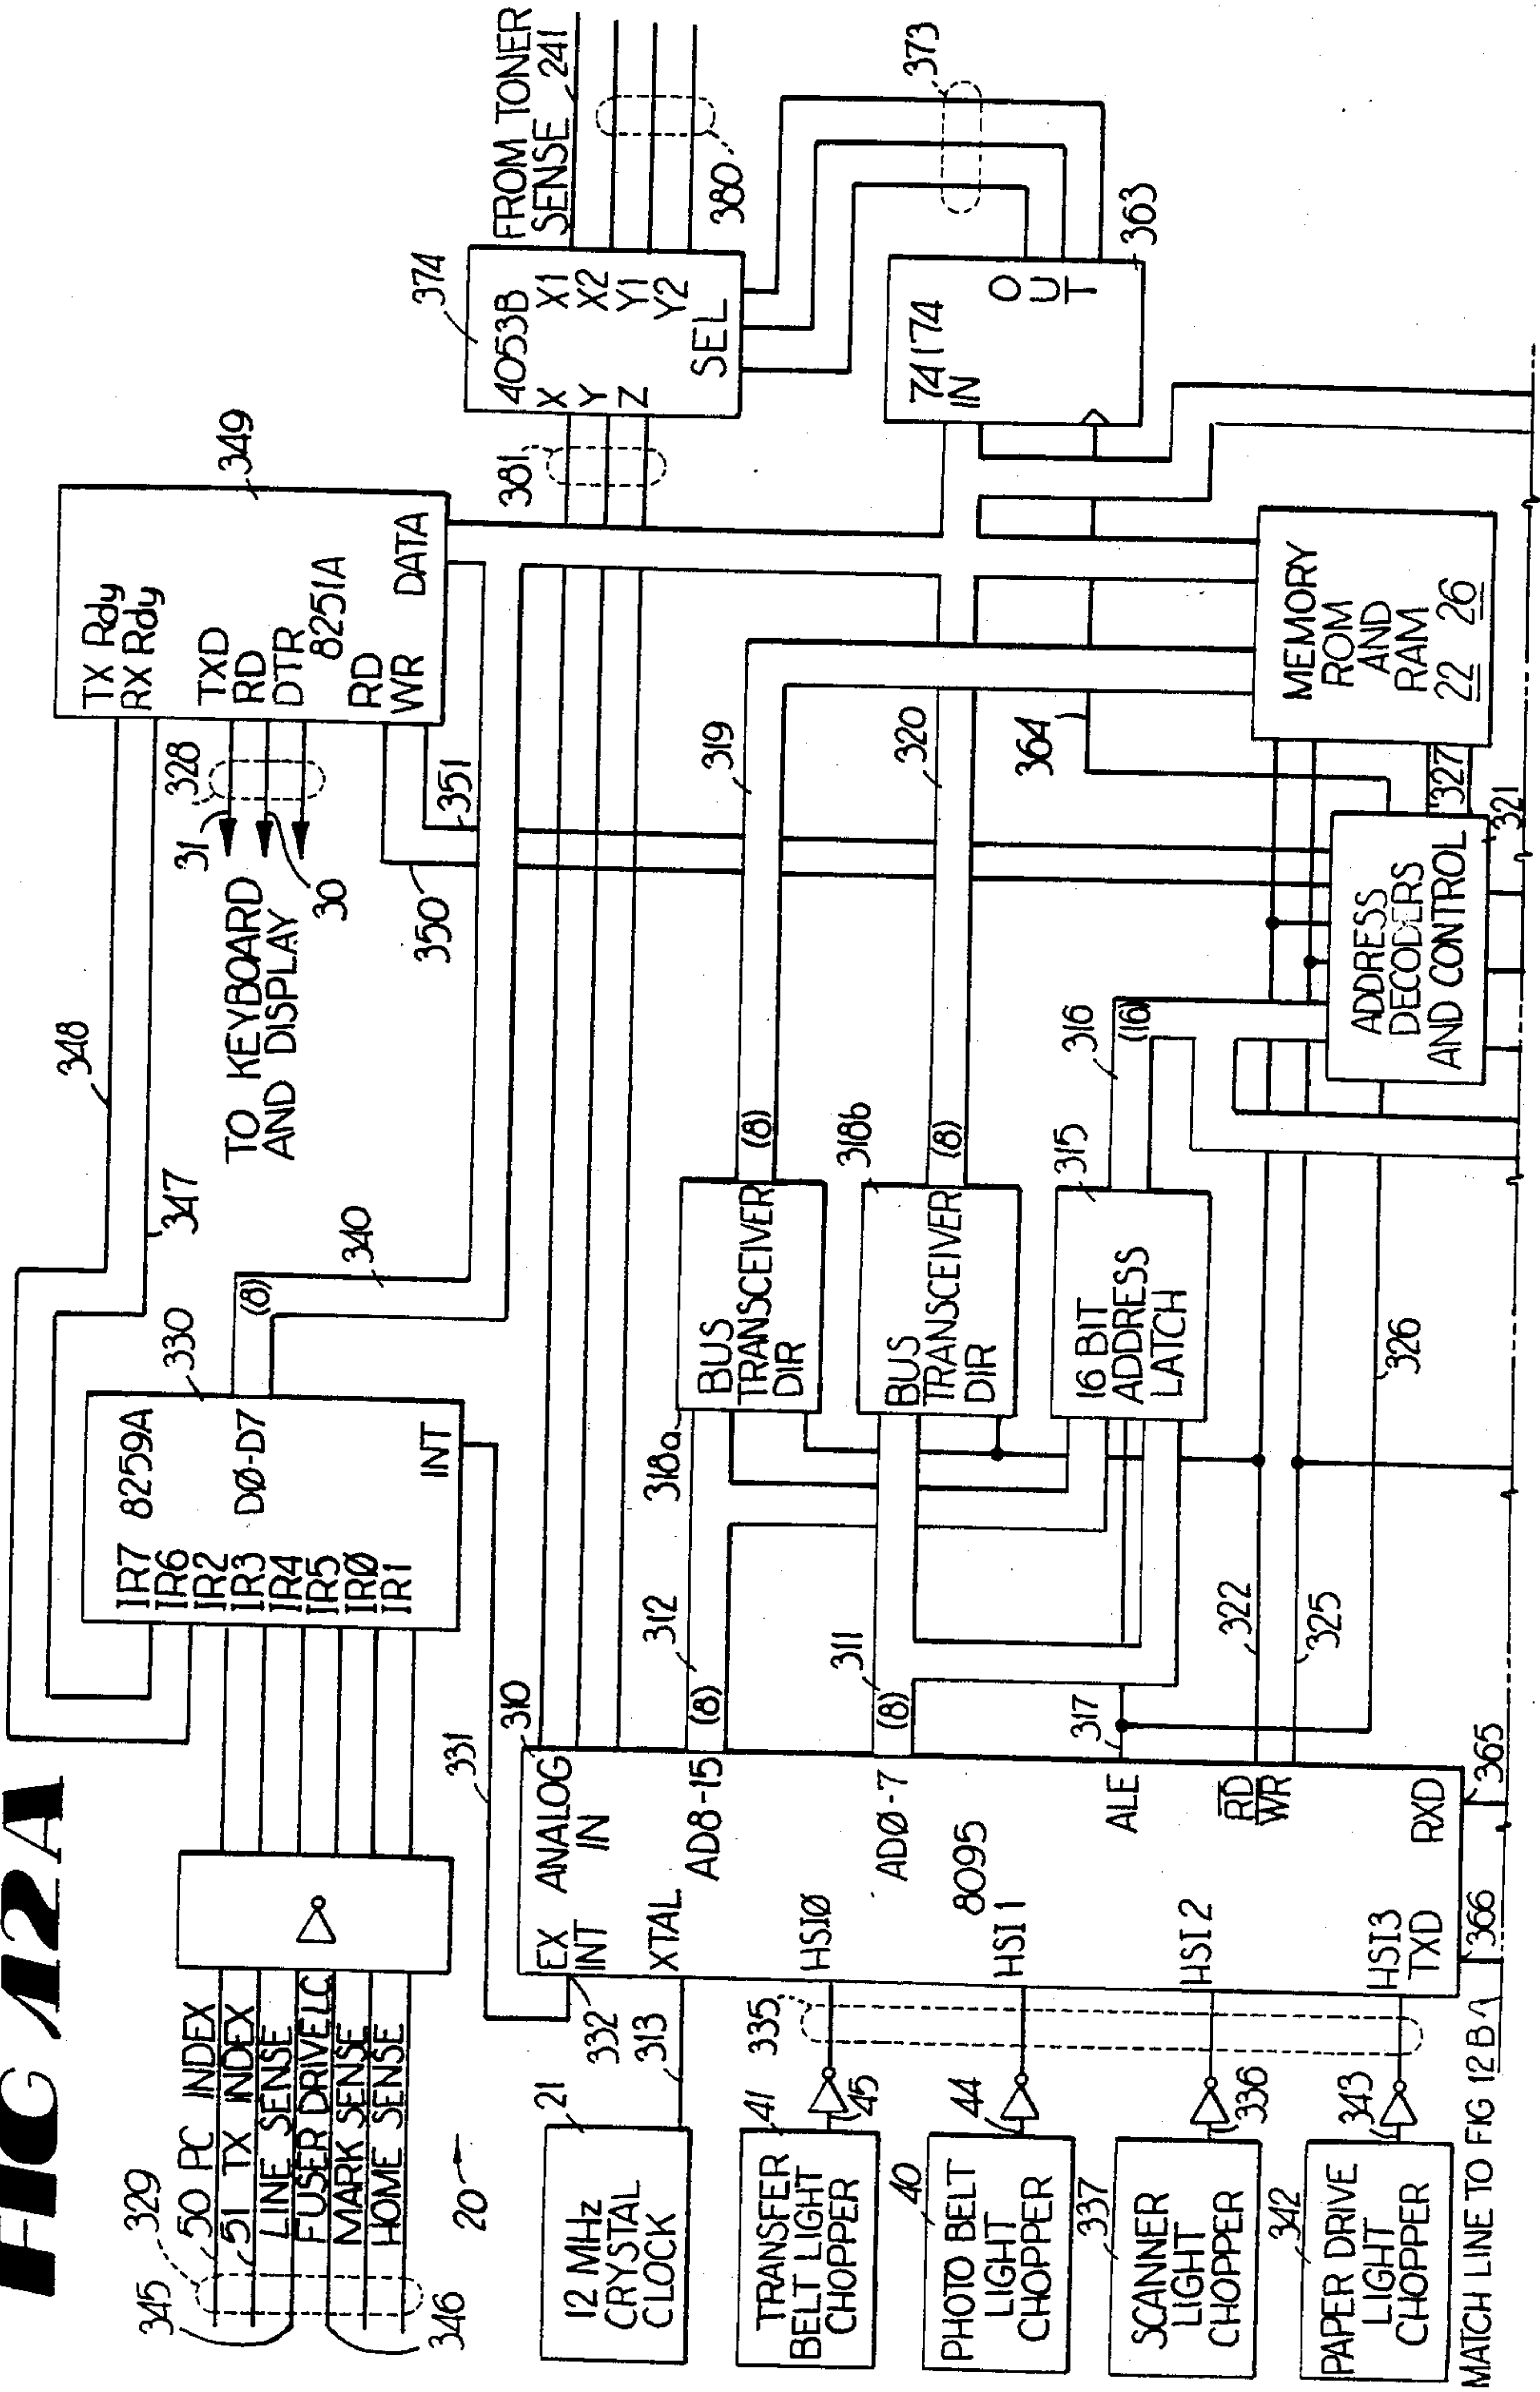 FIG 12A
345
329
50 PC INDEX
51 TX INDEX
LINE SENSE
FUSER DRIVE LC
MARK SENSE
HOME SENSE
346
20
IR7 8259A
IR6
IR2
IR3 DØ-D7
IR4
IR5
IRØ
IR1
INT
330
(8)
340
331
347
348
349
TX Rdy
RX Rdy
TXD
RD
DTR
8251A
RD
WR
DATA
31
328
30
TO KEYBOARD
AND DISPLAY
350
351
381
374
4053B
X X1
Y X2
Z Y1
Y2
SEL
FROM TONER
SENSE 241
380
373
74174
IN
OUT
363
12 MHz
CRYSTAL
CLOCK
21
313
332
310
EX
INT
ANALOG
IN
XTAL
AD8-15
HSIØ
ADØ-7
8095
HSI 1
ALE
HSI 2
RD
WR
HSI3
TXD
RXD
366
365
335
TRANSFER
BELT LIGHT
CHOPPER
41
45
PHOTO BELT
LIGHT
CHOPPER
40
44
SCANNER
LIGHT
CHOPPER
337
336
PAPER DRIVE
LIGHT
CHOPPER
342
343
312
(8)
311
(8)
317
322
325
326
318a
BUS
TRANSCEIVER
DIR
(8)
319
318b
BUS
TRANSCEIVER
DIR
(8)
320
315
16 BIT
ADDRESS
LATCH
316
(16)
364
ADDRESS
DECODERS
AND CONTROL
321
327
MEMORY
ROM AND
RAM
22 26
MATCH LINE TO FIG 12 B